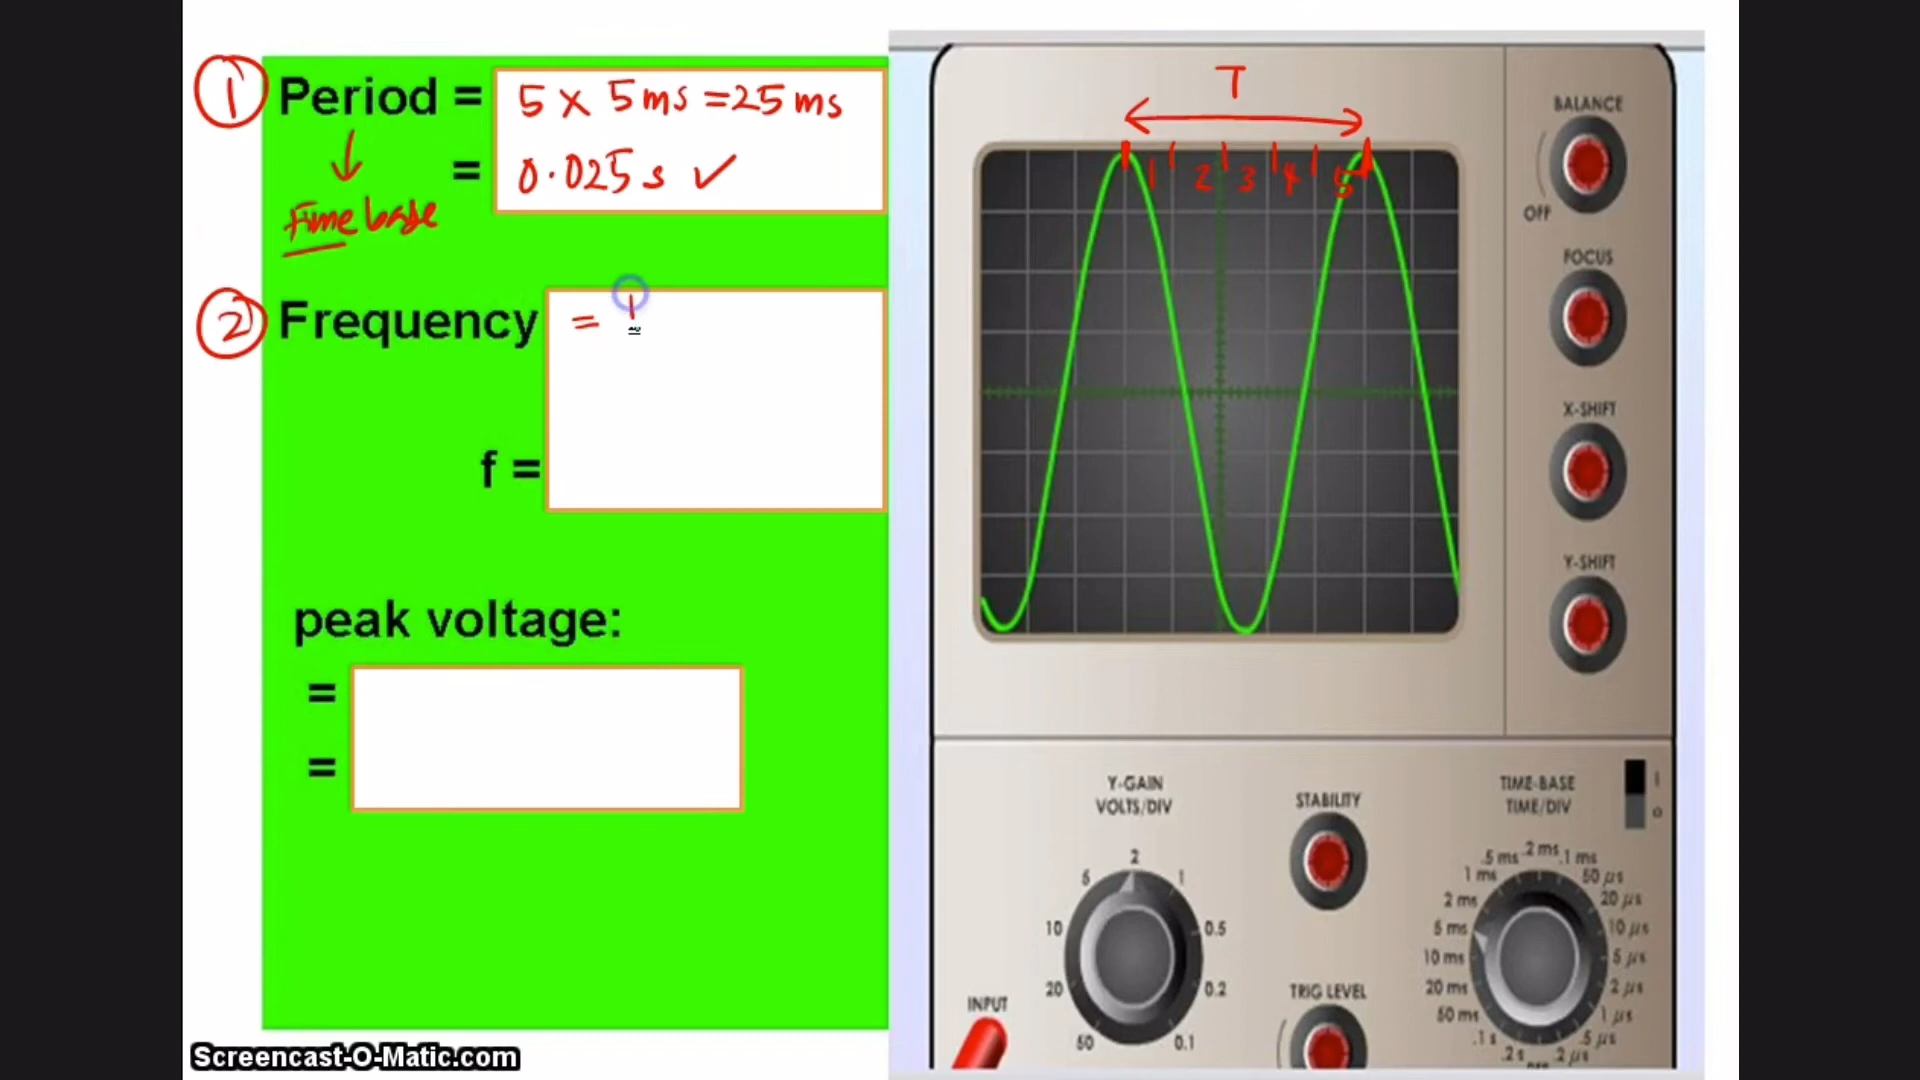 ① Period = 5 x 5ms = 25 ms
= 0.025 s ✓
Time base
② Frequency = 1
f =
peak voltage:
=
=
T
1 2 3 4 5
BALANCE
OFF
FOCUS
X-SHIFT
Y-SHIFT
Y-GAIN
VOLTS/DIV
2
5 1
10 0.5
20 0.2
50 0.1
INPUT
STABILITY
TRIG LEVEL
TIME-BASE
TIME/DIV
.5 ms .2 ms .1 ms
1 ms 50 µs
2 ms 20 µs
5 ms 10 µs
10 ms 5 µs
20 ms 2 µs
50 ms 1 µs
.1 s .5 µs
.2 s .2 µs
Screencast-O-Matic.com